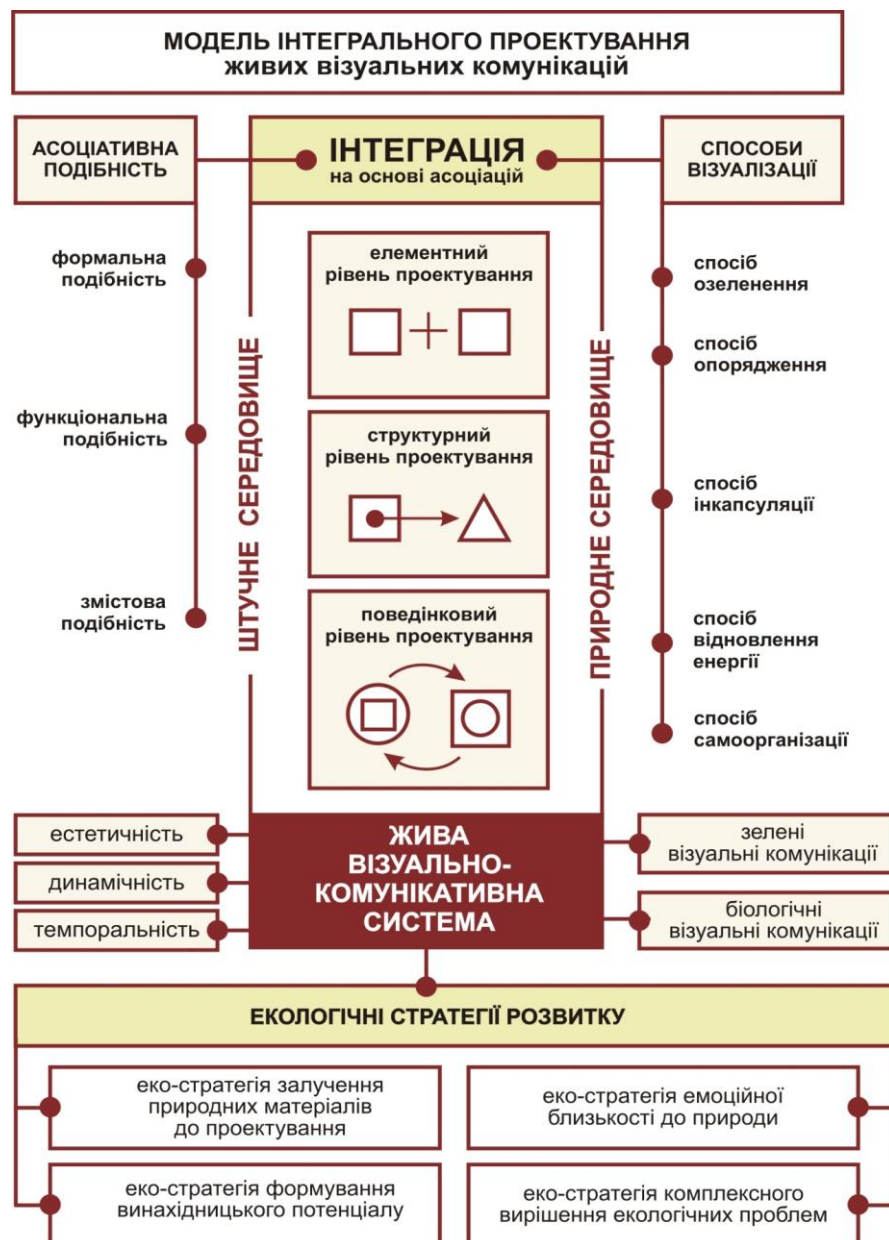 МОДЕЛЬ ІНТЕГРАЛЬНОГО ПРОЕКТУВАННЯ
живих візуальних комунікацій
АСОЦІАТИВНА
ПОДІБНІСТЬ
ІНТЕГРАЦІЯ
на основі асоціацій
СПОСОБИ
ВІЗУАЛІЗАЦІЇ
формальна
подібність
функціональна
подібність
змістова
подібність
ШТУЧНЕ СЕРЕДОВИЩЕ
елементний
рівень проектування
структурний
рівень проектування
поведінковий
рівень проектування
ПРИРОДНЕ СЕРЕДОВИЩЕ
спосіб
озеленення
спосіб
опорядження
спосіб
інкапсуляції
спосіб
відновлення
енергії
спосіб
самоорганізації
естетичність
динамічність
темпоральність
ЖИВА
ВІЗУАЛЬНО-
КОМУНІКАТИВНА
СИСТЕМА
зелені
візуальні комунікації
біологічні
візуальні комунікації
ЕКОЛОГІЧНІ СТРАТЕГІЇ РОЗВИТКУ
еко-стратегія залучення
природних матеріалів
до проектування
еко-стратегія емоційної
близькості до природи
еко-стратегія формування
винахідницького потенціалу
еко-стратегія комплексного
вирішення екологічних проблем